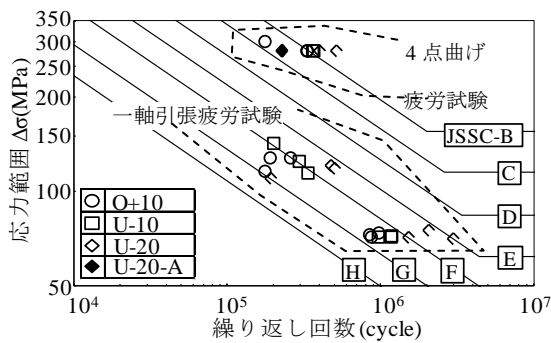 350
300
250
200
150
100
50
応力範囲 Δσ(MPa)
4点曲げ
疲労試験
一軸引張疲労試験
JSSC-B
C
D
E
F
G
H
O+10
U-10
U-20
U-20-A
10^4
10^5
10^6
10^7
繰り返し回数(cycle)